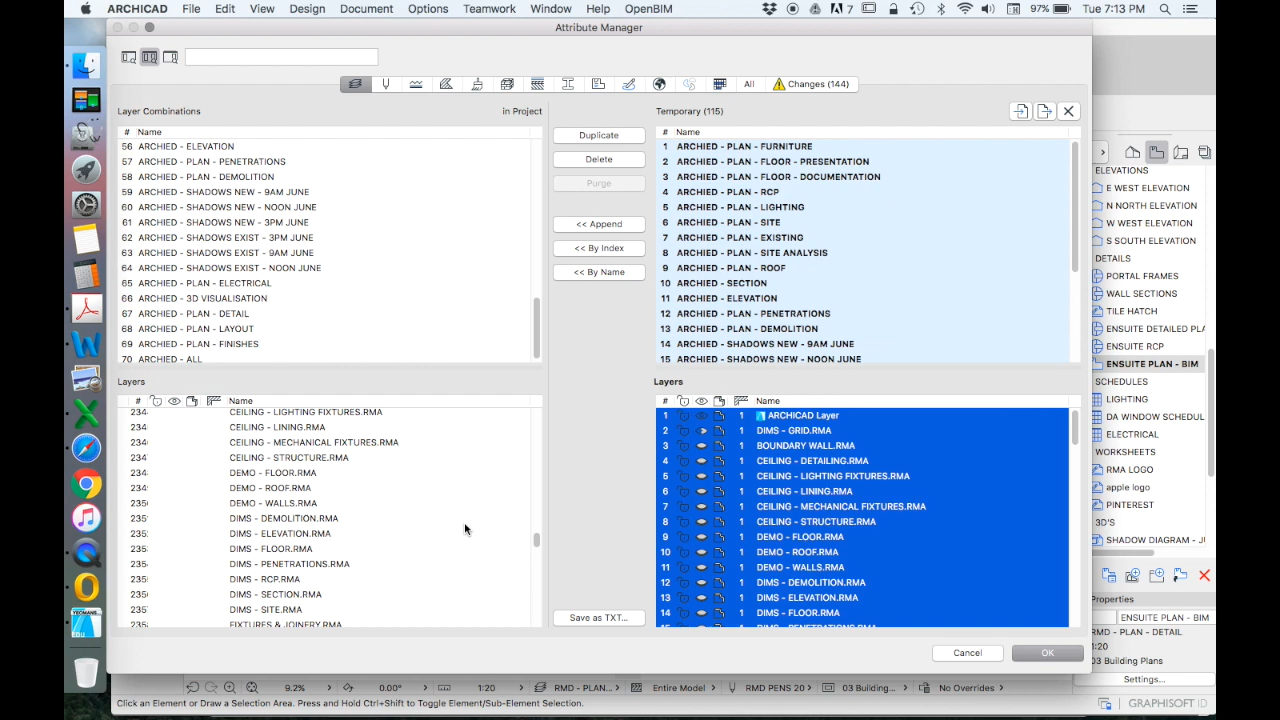 ARCHICAD File Edit View Design Document Options Teamwork Window Help OpenBIM 7 97% Tue 7:13 PM
Attribute Manager
All Changes (144)
Layer Combinations in Project
# Name
56 ARCHIED - ELEVATION
57 ARCHIED - PLAN - PENETRATIONS
58 ARCHIED - PLAN - DEMOLITION
59 ARCHIED - SHADOWS NEW - 9AM JUNE
60 ARCHIED - SHADOWS NEW - NOON JUNE
61 ARCHIED - SHADOWS NEW - 3PM JUNE
62 ARCHIED - SHADOWS EXIST - 3PM JUNE
63 ARCHIED - SHADOWS EXIST - 9AM JUNE
64 ARCHIED - SHADOWS EXIST - NOON JUNE
65 ARCHIED - PLAN - ELECTRICAL
66 ARCHIED - 3D VISUALISATION
67 ARCHIED - PLAN - DETAIL
68 ARCHIED - PLAN - LAYOUT
69 ARCHIED - PLAN - FINISHES
70 ARCHIED - ALL
Layers
# Name
CEILING - LIGHTING FIXTURES.RMA
CEILING - LINING.RMA
CEILING - MECHANICAL FIXTURES.RMA
CEILING - STRUCTURE.RMA
DEMO - FLOOR.RMA
DEMO - ROOF.RMA
DEMO - WALLS.RMA
DIMS - DEMOLITION.RMA
DIMS - ELEVATION.RMA
DIMS - FLOOR.RMA
DIMS - PENETRATIONS.RMA
DIMS - RCP.RMA
DIMS - SECTION.RMA
DIMS - SITE.RMA
FIXTURES & JOINERY.RMA
Duplicate
Delete
Purge
<< Append
<< By Index
<< By Name
Save as TXT...
Temporary (115)
# Name
1 ARCHIED - PLAN - FURNITURE
2 ARCHIED - PLAN - FLOOR - PRESENTATION
3 ARCHIED - PLAN - FLOOR - DOCUMENTATION
4 ARCHIED - PLAN - RCP
5 ARCHIED - PLAN - LIGHTING
6 ARCHIED - PLAN - SITE
7 ARCHIED - PLAN - EXISTING
8 ARCHIED - PLAN - SITE ANALYSIS
9 ARCHIED - PLAN - ROOF
10 ARCHIED - SECTION
11 ARCHIED - ELEVATION
12 ARCHIED - PLAN - PENETRATIONS
13 ARCHIED - PLAN - DEMOLITION
14 ARCHIED - SHADOWS NEW - 9AM JUNE
15 ARCHIED - SHADOWS NEW - NOON JUNE
Layers
# Name
1 1 ARCHICAD Layer
2 1 DIMS - GRID.RMA
3 1 BOUNDARY WALL.RMA
4 1 CEILING - DETAILING.RMA
5 1 CEILING - LIGHTING FIXTURES.RMA
6 1 CEILING - LINING.RMA
7 1 CEILING - MECHANICAL FIXTURES.RMA
8 1 CEILING - STRUCTURE.RMA
9 1 DEMO - FLOOR.RMA
10 1 DEMO - ROOF.RMA
11 1 DEMO - WALLS.RMA
12 1 DIMS - DEMOLITION.RMA
13 1 DIMS - ELEVATION.RMA
14 1 DIMS - FLOOR.RMA
15 1 DIMS - PENETRATIONS.RMA
Cancel OK
ELEVATIONS
E WEST ELEVATION
N NORTH ELEVATION
W WEST ELEVATION
S SOUTH ELEVATION
DETAILS
PORTAL FRAMES
WALL SECTIONS
TILE HATCH
ENSUITE DETAILED PLA
ENSUITE RCP
ENSUITE PLAN - BIM
SCHEDULES
LIGHTING
DA WINDOW SCHEDUL
ELECTRICAL
WORKSHEETS
RMA LOGO
apple logo
PINTEREST
3D'S
SHADOW DIAGRAM - JU
Properties
ENSUITE PLAN - BIM
RMD - PLAN - DETAIL
1:20
03 Building Plans
Settings...
9.2% 0.00° 1:20 RMD - PLAN... Entire Model RMD PENS 03 Building... No Overrides
Click an Element or Draw a Selection Area. Press and Hold Ctrl+Shift to Toggle Element/Sub-Element Selection.
GRAPHISOFT ID